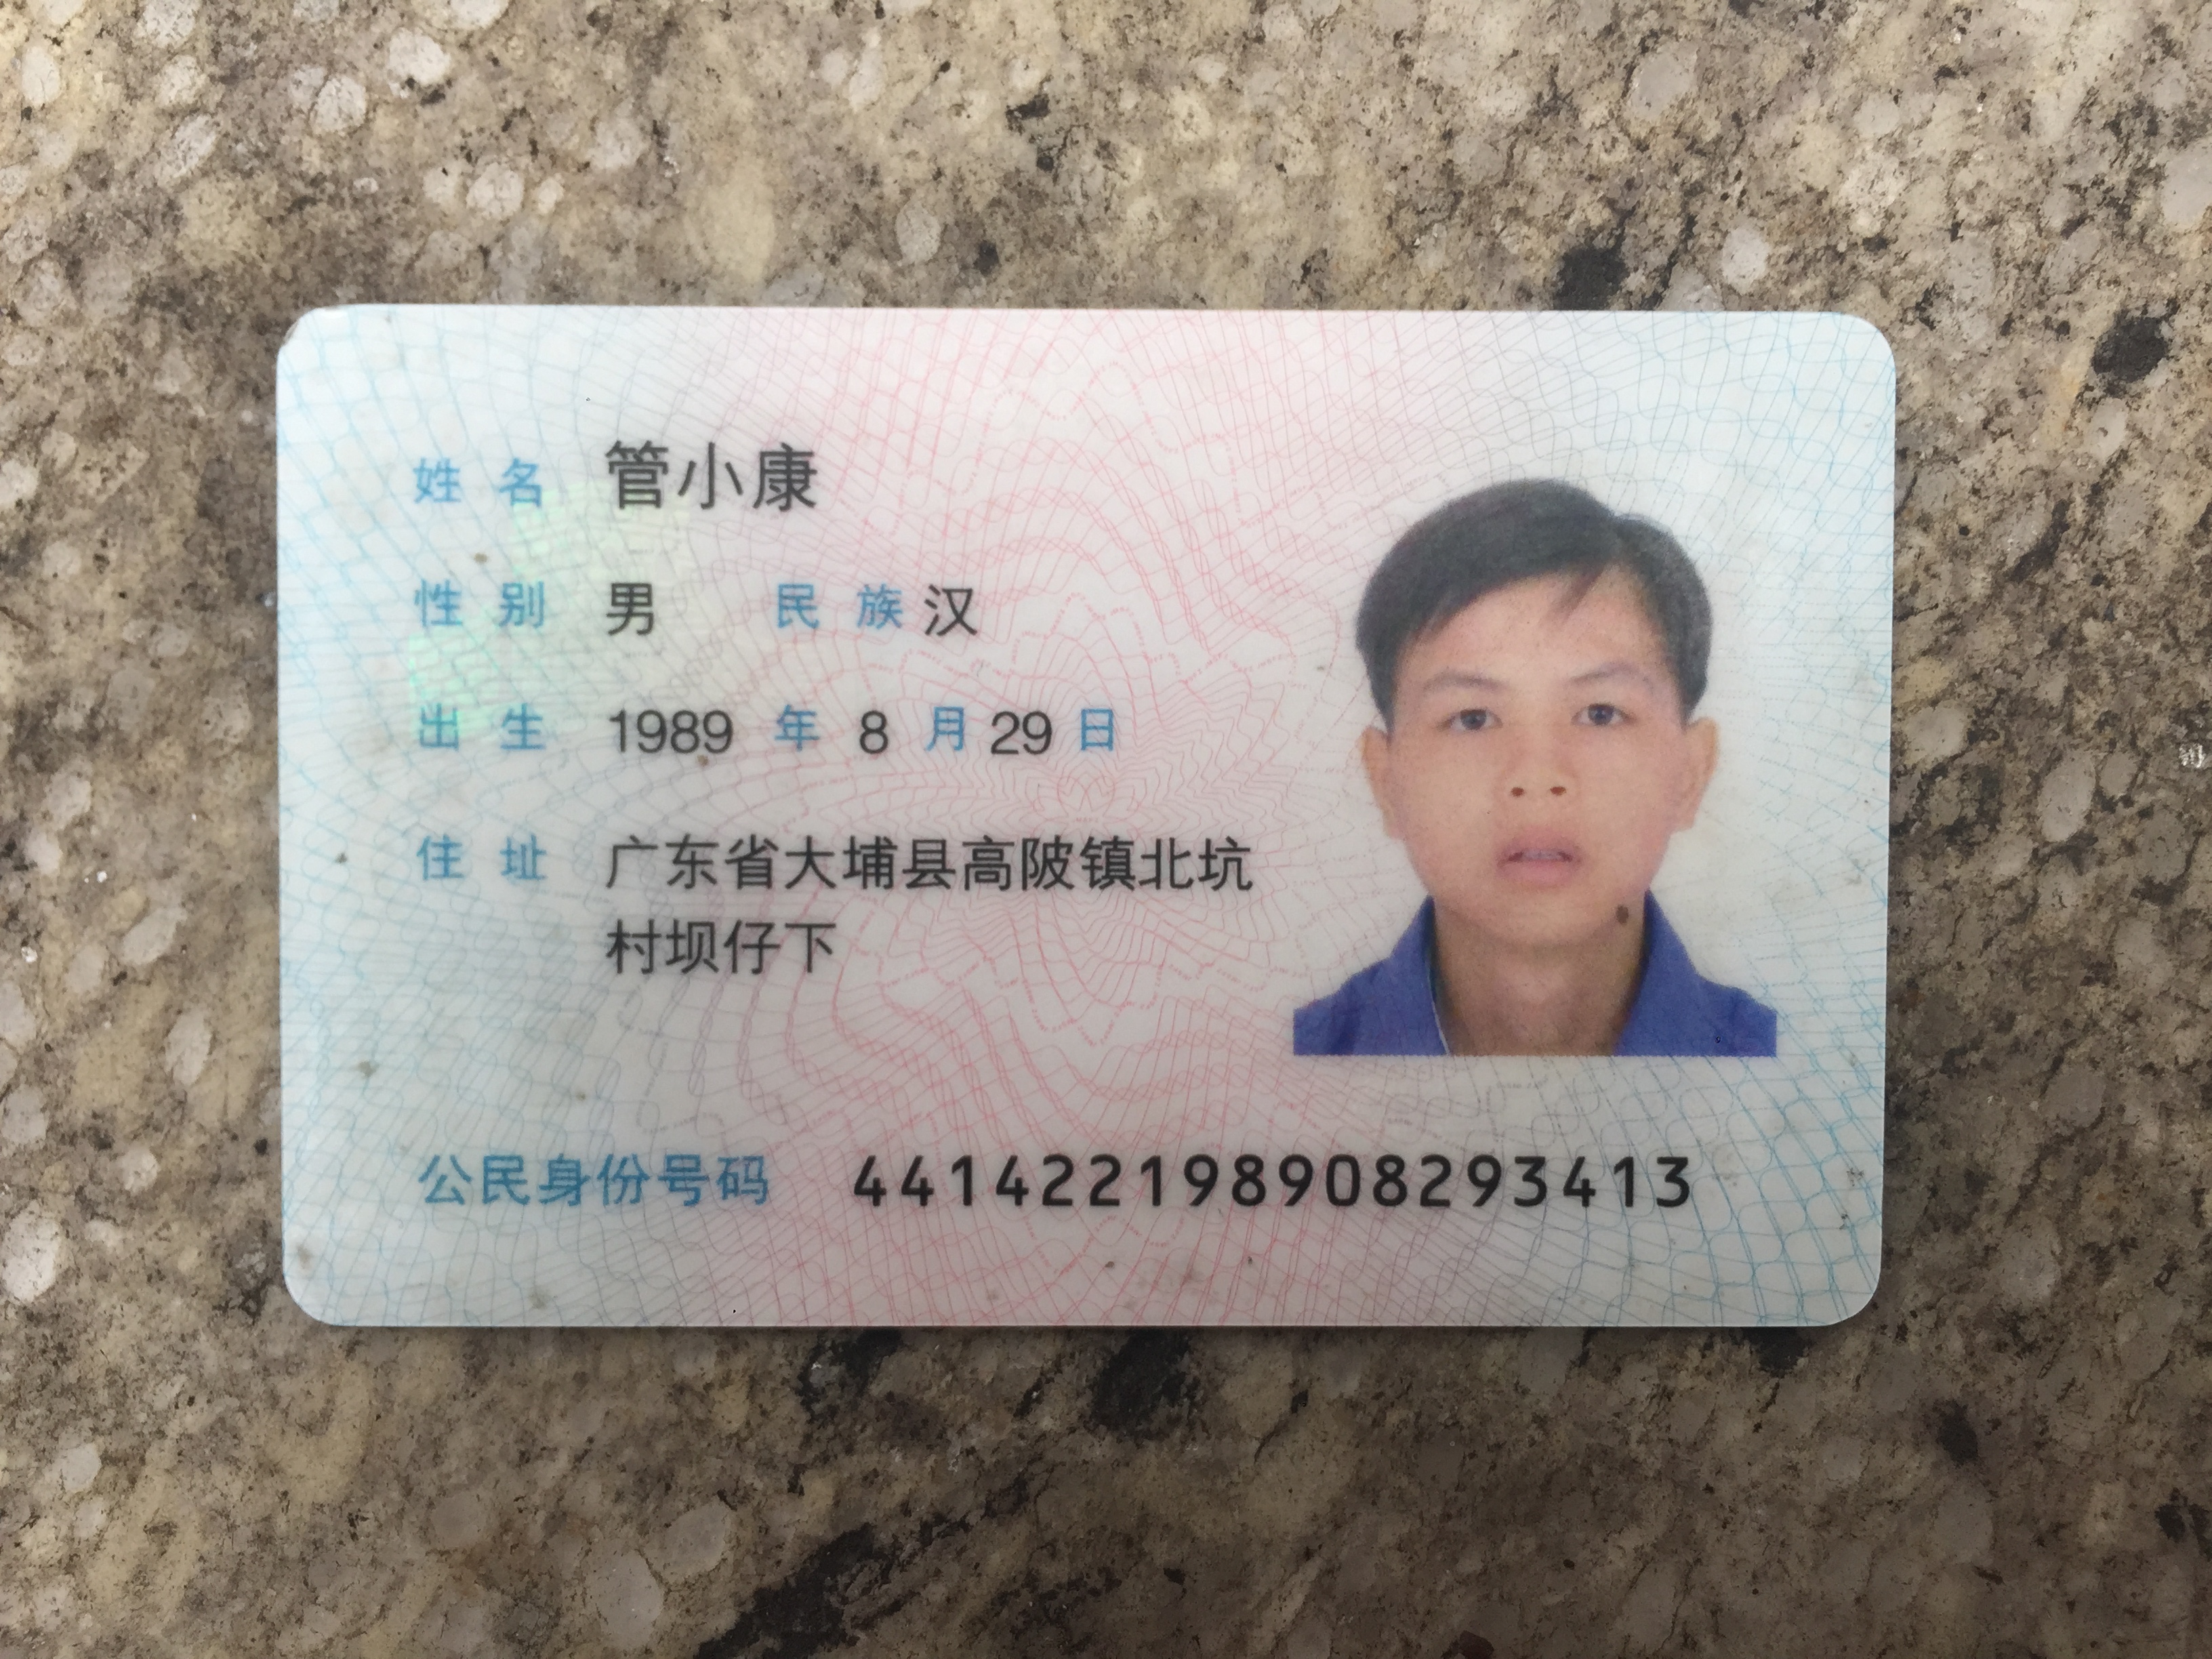 姓名 管小康
性别 男 民族 汉
出生 1989 年 8 月 29 日
住址 广东省大埔县高陂镇北坑
村坝仔下
公民身份号码 441422198908293413